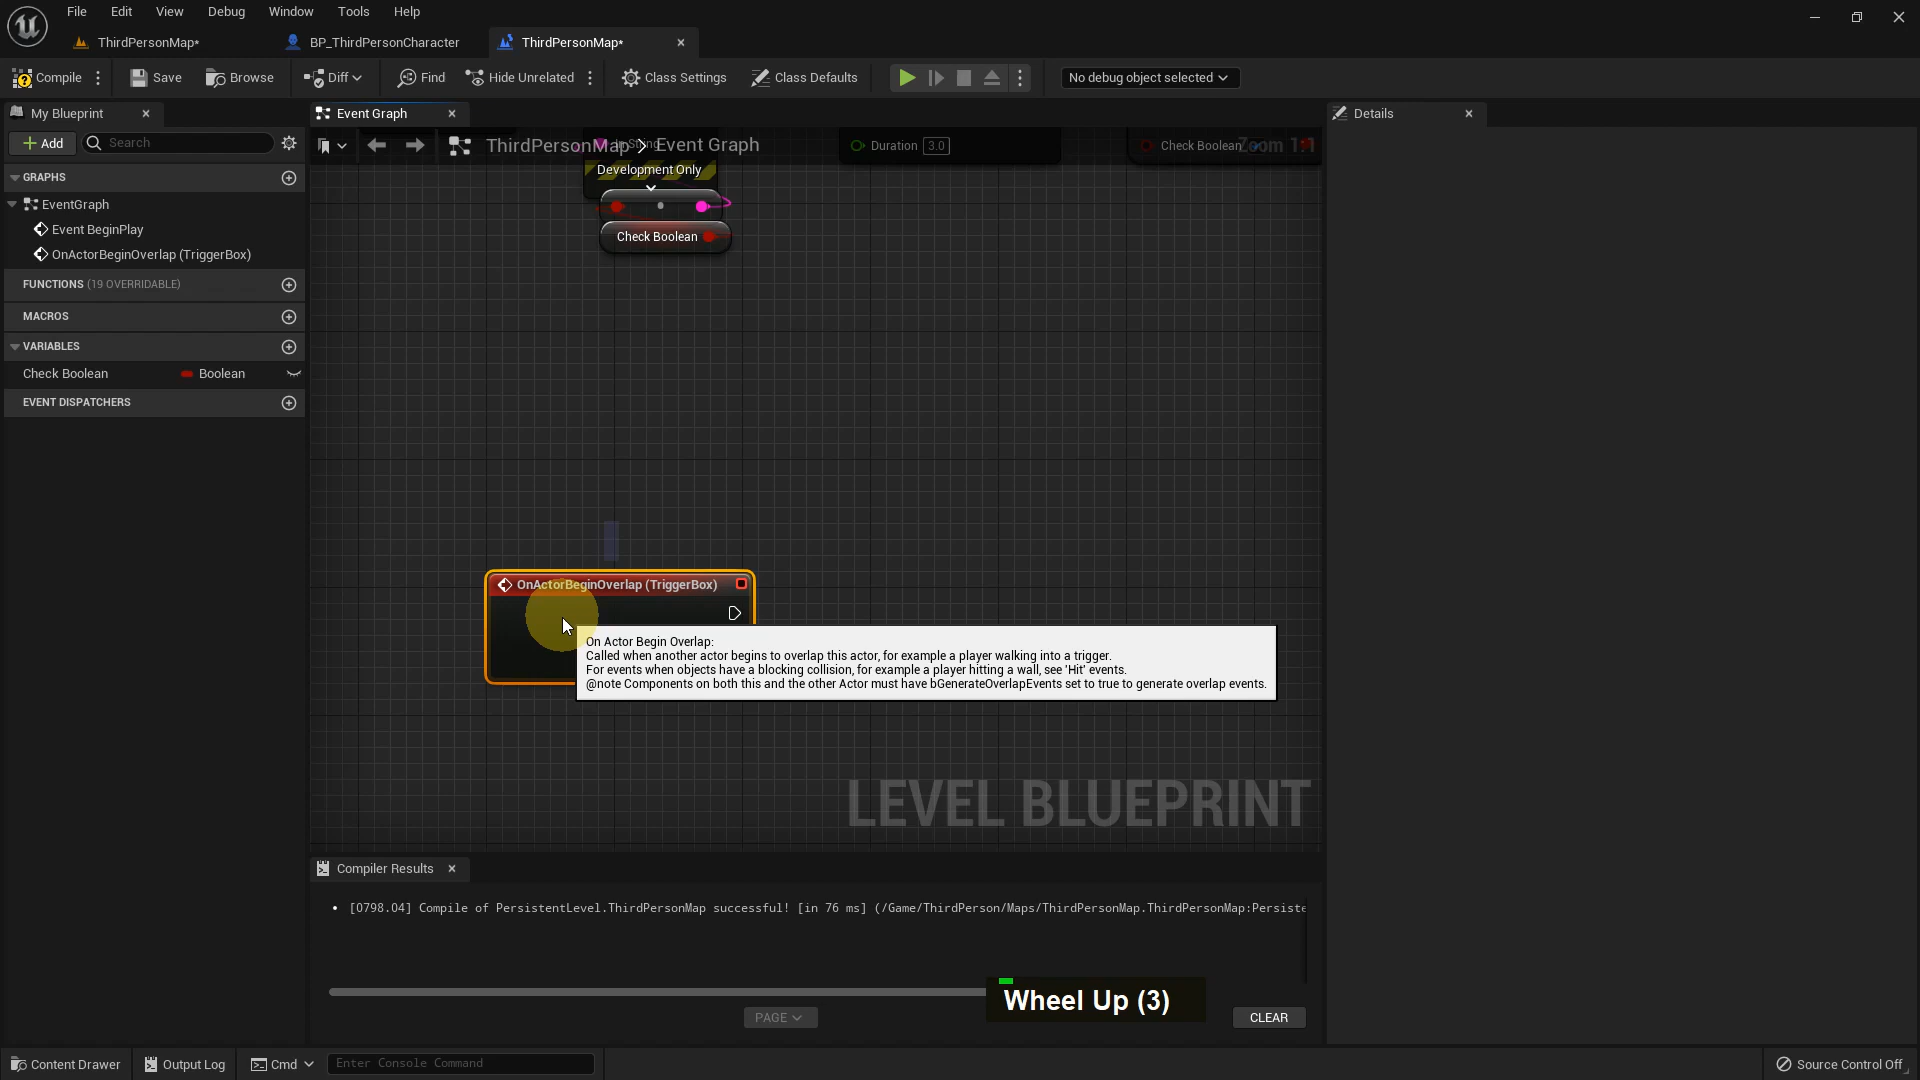 File Edit View Debug Window Tools Help
ThirdPersonMap* BP_ThirdPersonCharacter ThirdPersonMap*
Compile Save Browse Diff Find Hide Unrelated Class Settings Class Defaults No debug object selected
My Blueprint
Event Graph
Details
Add Search
ThirdPersonMap > Event Graph
Duration 3.0
Check Boolean
Zoom 1:1
GRAPHS
Development Only
EventGraph
Event BeginPlay
Check Boolean
OnActorBeginOverlap (TriggerBox)
FUNCTIONS (19 OVERRIDABLE)
MACROS
VARIABLES
Check Boolean Boolean
EVENT DISPATCHERS
OnActorBeginOverlap (TriggerBox)
On Actor Begin Overlap:
Called when another actor begins to overlap this actor, for example a player walking into a trigger.
For events when objects have a blocking collision, for example a player hitting a wall, see 'Hit' events.
@note Components on both this and the other Actor must have bGenerateOverlapEvents set to true to generate overlap events.
LEVEL BLUEPRINT
Compiler Results
[0798.04] Compile of PersistentLevel.ThirdPersonMap successful! [in 76 ms] (/Game/ThirdPerson/Maps/ThirdPersonMap.ThirdPersonMap:Persiste
Wheel Up (3)
PAGE
CLEAR
Content Drawer Output Log Cmd Enter Console Command Source Control Off